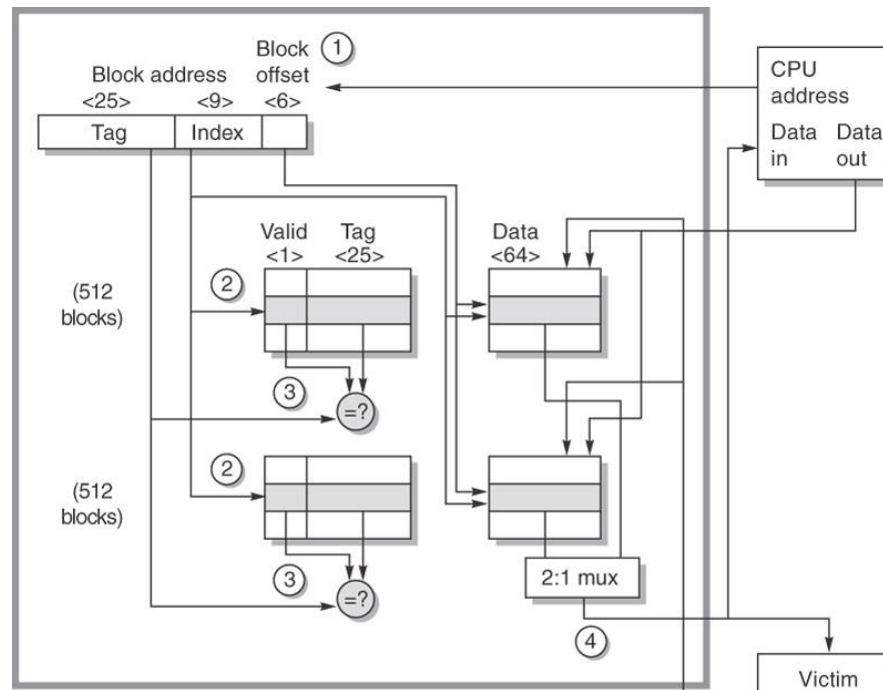 Block
offset
1
Block address
<25>
<9>
<6>
Tag
Index
CPU
address
Data
in
Data
out
Valid
<1>
Tag
<25>
Data
<64>
(512
blocks)
2
3
=?
(512
blocks)
2
3
=?
2:1 mux
4
Victim